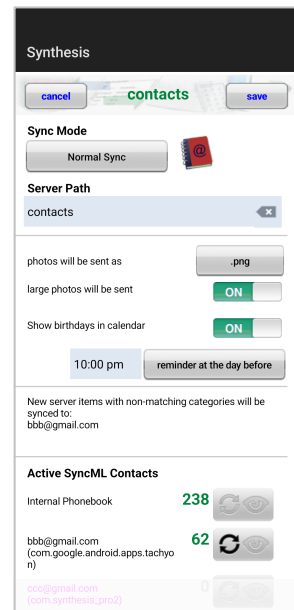 Synthesis
cancel contacts save
Sync Mode
Normal Sync
@
Server Path
contacts
photos will be sent as .png
large photos will be sent ON
Show birthdays in calendar ON
10:00 pm reminder at the day before
New server items with non-matching categories will be
synced to:
bbb@gmail.com
Active SyncML Contacts
Internal Phonebook 238
bbb@gmail.com 62
(com.google.android.apps.tachyo
n)
ccc@gmail.com 0
(com.synthesis_pro2)